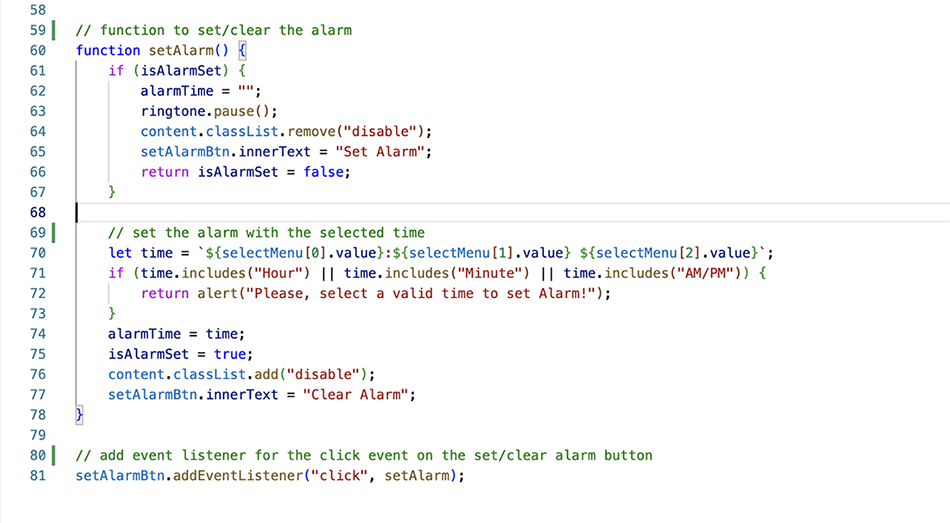 58
59 // function to set/clear the alarm
60 function setAlarm() {
61     if (isAlarmSet) {
62         alarmTime = "";
63         ringtone.pause();
64         content.classList.remove("disable");
65         setAlarmBtn.innerText = "Set Alarm";
66         return isAlarmSet = false;
67     }
68
69     // set the alarm with the selected time
70     let time = `${selectMenu[0].value}:${selectMenu[1].value} ${selectMenu[2].value}`;
71     if (time.includes("Hour") || time.includes("Minute") || time.includes("AM/PM")) {
72         return alert("Please, select a valid time to set Alarm!");
73     }
74     alarmTime = time;
75     isAlarmSet = true;
76     content.classList.add("disable");
77     setAlarmBtn.innerText = "Clear Alarm";
78 }
79
80 // add event listener for the click event on the set/clear alarm button
81 setAlarmBtn.addEventListener("click", setAlarm);